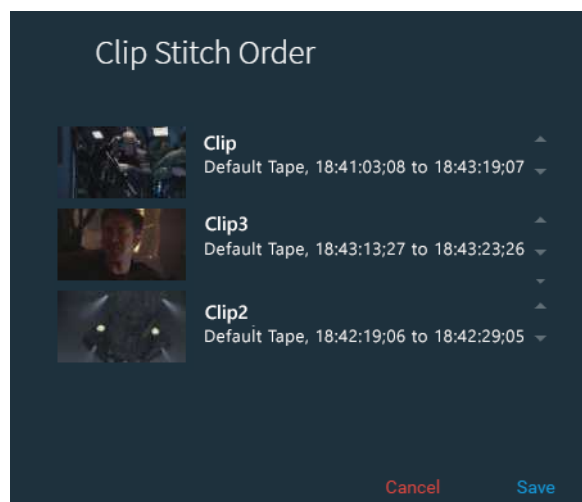 Clip Stitch Order
Clip
Default Tape, 18:41:03;08 to 18:43:19;07
Clip3
Default Tape, 18:43:13;27 to 18:43:23;26
Clip2
Default Tape, 18:42:19;06 to 18:42:29;05
Cancel Save